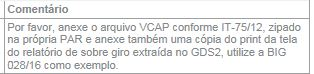 Comentário
Por favor, anexe o arquivo VCAP conforme IT-75/12, zipado
na própria PAR e anexe também uma cópia do print da tela
do relatório de sobre giro extraída no GDS2, utilize a BIG
028/16 como exemplo.